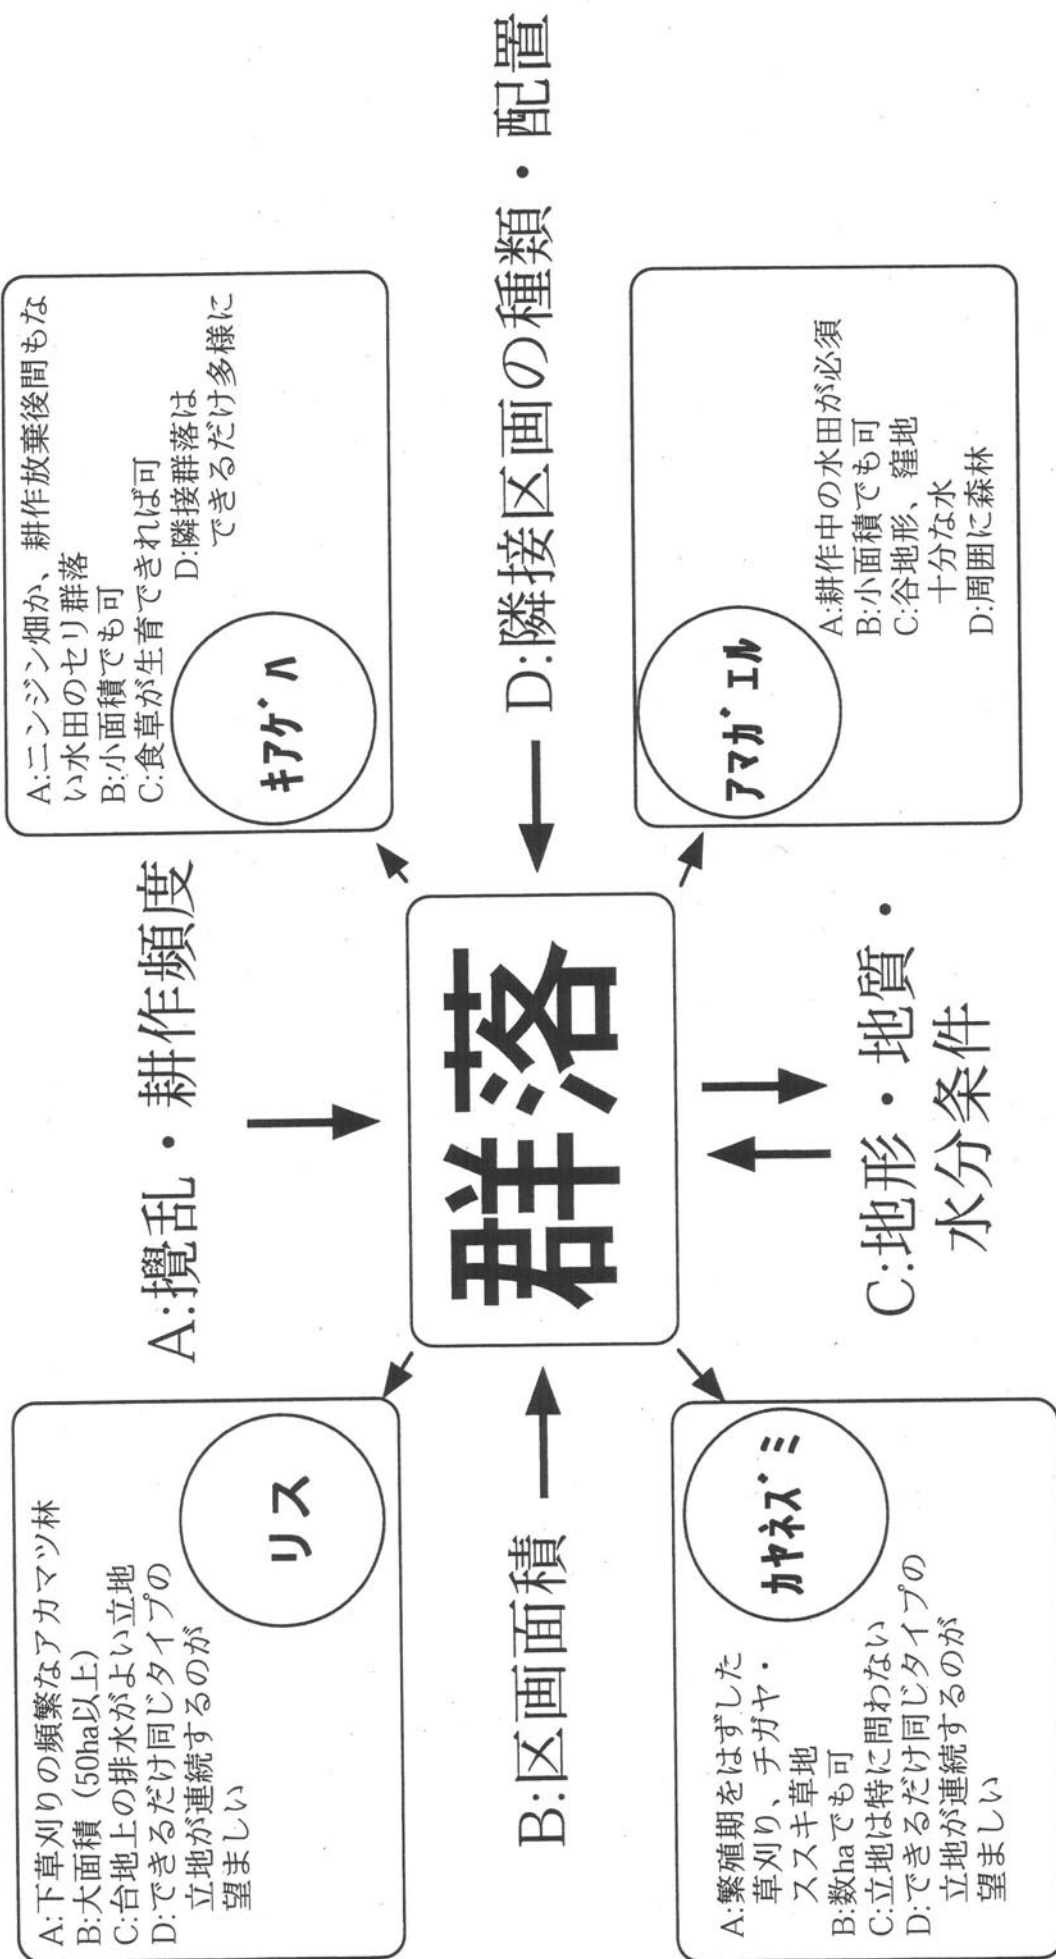 A:下草刈りの頻繁なアカマツ林
B:大面積（50ha以上）
C:台地上の排水がよい立地
D:できるだけ同じタイプの
立地が連続するのが
望ましい
リス
A:攪乱・耕作頻度
A:ニンジン畑か、耕作放棄後間もな
い水田のセリ群落
B:小面積でも可
C:食草が生育できれば可
D:隣接群落は
できるだけ多様に
キアゲハ
B:区画面積
群落
D:隣接区画の種類・配置
A:繁殖期をはずした
草刈り、チガヤ・
ススキ草地
B:数haでも可
C:立地は特に問わない
D:できるだけ同じタイプの
立地が連続するのが
望ましい
カヤネズミ
C:地形・地質・
水分条件
アマガエル
A:耕作中の水田が必須
B:小面積でも可
C:谷地形、窪地
十分な水
D:周囲に森林